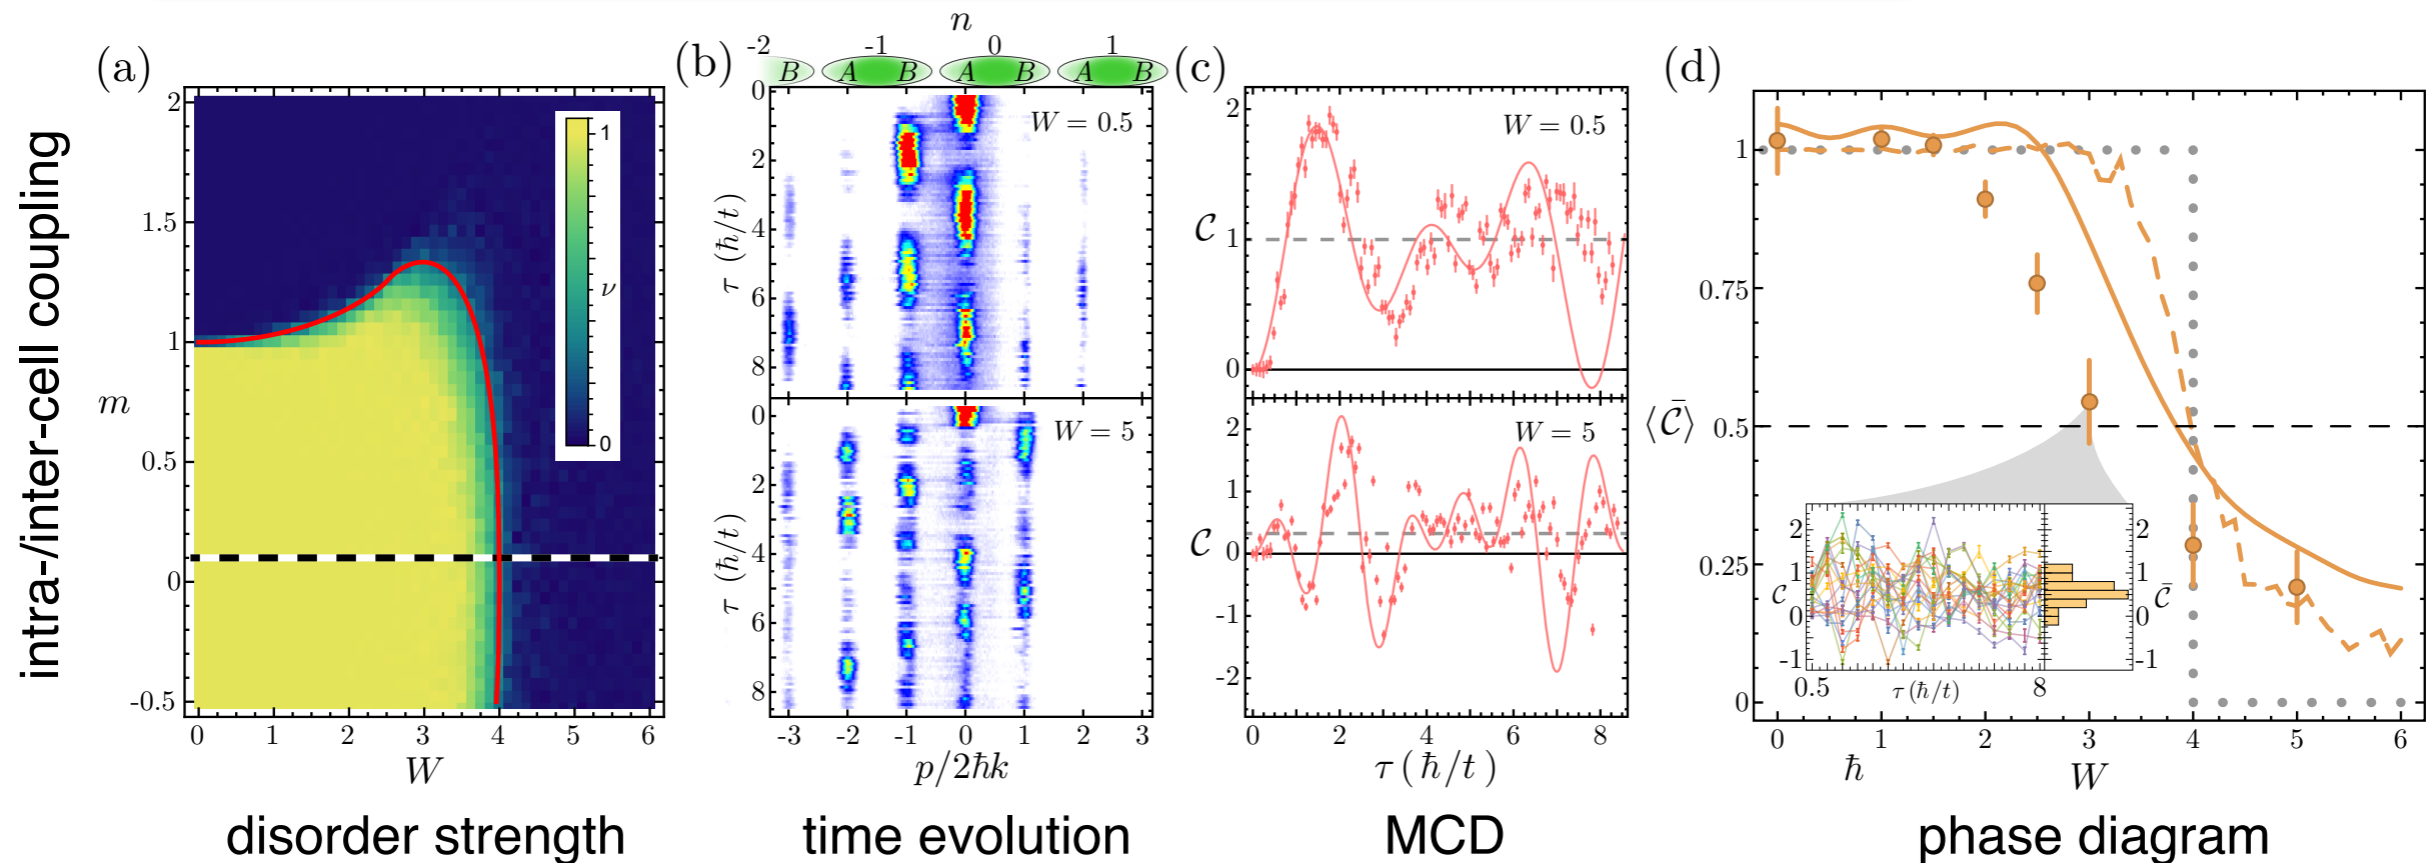 intra-/inter-cell coupling
(a)
2
1.5
1
m
0.5
0
-0.5
1
ν
0
0 1 2 3 4 5 6
W
disorder strength
(b)
n
-2 -1 0 1
B A B A B A B
0
2
4
6
8
τ (ħ/t)
W = 0.5
0
2
4
6
8
τ (ħ/t)
W = 5
-3 -2 -1 0 1 2 3
p/2ħk
time evolution
(c)
2
C
1
0
W = 0.5
2
1
C
0
-1
-2
W = 5
0 2 4 6 8
τ (ħ/t)
MCD
(d)
1
0.75
⟨C̄⟩
0.5
0.25
0
2
1
C
0
-1
0.5 τ (ħ/t) 8
2
1
C̄
0
-1
0 1 2 3 4 5 6
ħ W
phase diagram